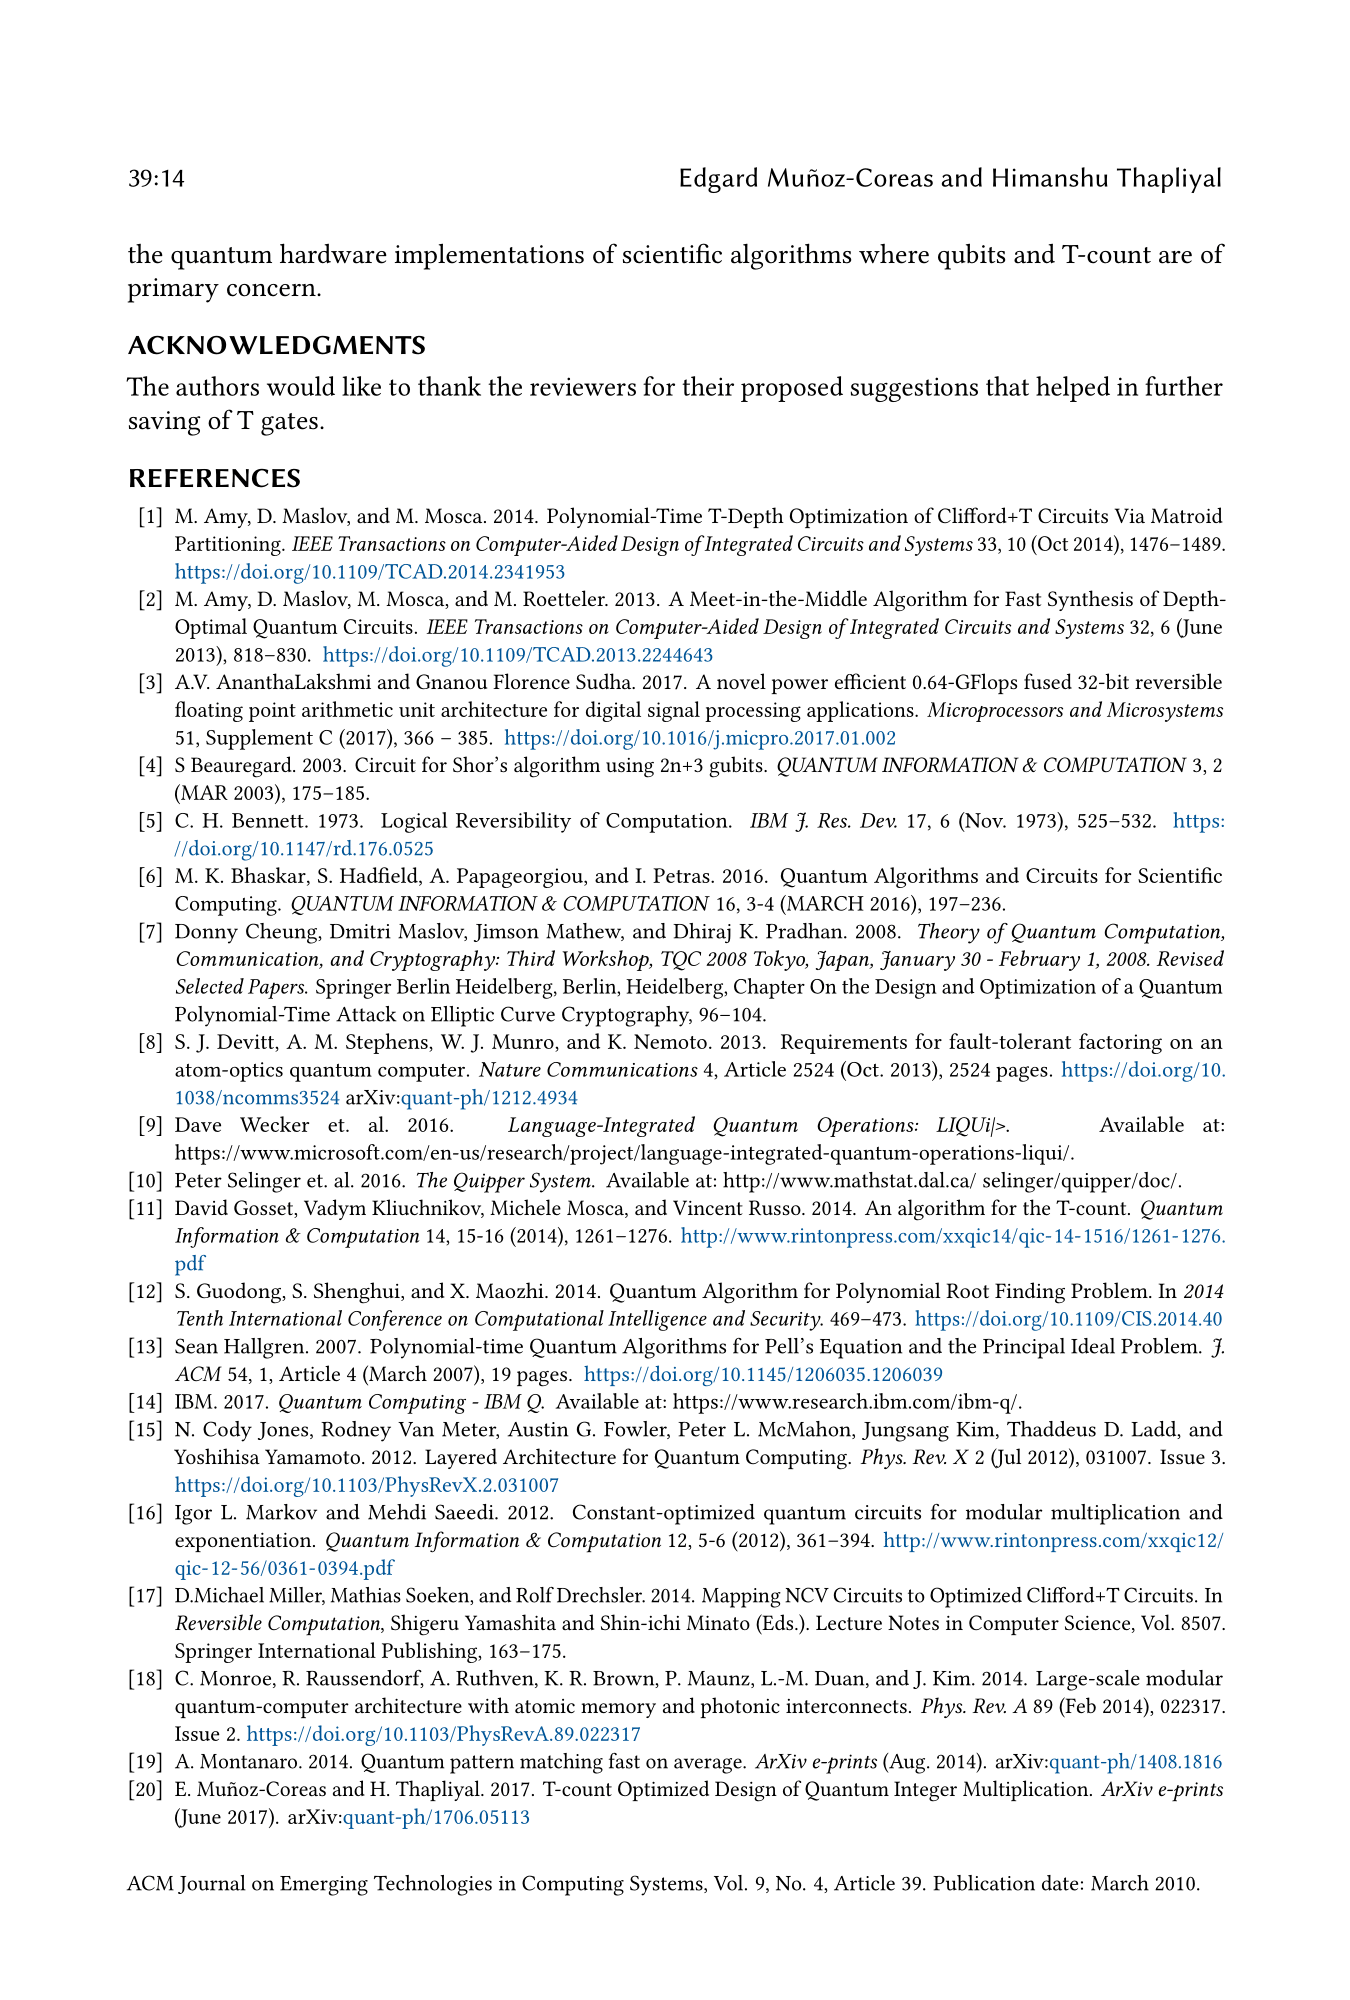 39:14
Edgard Muñoz-Coreas and Himanshu Thapliyal
the quantum hardware implementations of scientific algorithms where qubits and T-count are of
primary concern.
ACKNOWLEDGMENTS
The authors would like to thank the reviewers for their proposed suggestions that helped in further
saving of T gates.
REFERENCES
[1] M. Amy, D. Maslov, and M. Mosca. 2014. Polynomial-Time T-Depth Optimization of Clifford+T Circuits Via Matroid
Partitioning. IEEE Transactions on Computer-Aided Design of Integrated Circuits and Systems 33, 10 (Oct 2014), 1476–1489.
https://doi.org/10.1109/TCAD.2014.2341953
[2] M. Amy, D. Maslov, M. Mosca, and M. Roetteler. 2013. A Meet-in-the-Middle Algorithm for Fast Synthesis of Depth-
Optimal Quantum Circuits. IEEE Transactions on Computer-Aided Design of Integrated Circuits and Systems 32, 6 (June
2013), 818–830. https://doi.org/10.1109/TCAD.2013.2244643
[3] A.V. AnanthaLakshmi and Gnanou Florence Sudha. 2017. A novel power efficient 0.64-GFlops fused 32-bit reversible
floating point arithmetic unit architecture for digital signal processing applications. Microprocessors and Microsystems
51, Supplement C (2017), 366 – 385. https://doi.org/10.1016/j.micpro.2017.01.002
[4] S Beauregard. 2003. Circuit for Shor's algorithm using 2n+3 gubits. QUANTUM INFORMATION & COMPUTATION 3, 2
(MAR 2003), 175–185.
[5] C. H. Bennett. 1973. Logical Reversibility of Computation. IBM J. Res. Dev. 17, 6 (Nov. 1973), 525–532. https:
//doi.org/10.1147/rd.176.0525
[6] M. K. Bhaskar, S. Hadfield, A. Papageorgiou, and I. Petras. 2016. Quantum Algorithms and Circuits for Scientific
Computing. QUANTUM INFORMATION & COMPUTATION 16, 3-4 (MARCH 2016), 197–236.
[7] Donny Cheung, Dmitri Maslov, Jimson Mathew, and Dhiraj K. Pradhan. 2008. Theory of Quantum Computation,
Communication, and Cryptography: Third Workshop, TQC 2008 Tokyo, Japan, January 30 - February 1, 2008. Revised
Selected Papers. Springer Berlin Heidelberg, Berlin, Heidelberg, Chapter On the Design and Optimization of a Quantum
Polynomial-Time Attack on Elliptic Curve Cryptography, 96–104.
[8] S. J. Devitt, A. M. Stephens, W. J. Munro, and K. Nemoto. 2013. Requirements for fault-tolerant factoring on an
atom-optics quantum computer. Nature Communications 4, Article 2524 (Oct. 2013), 2524 pages. https://doi.org/10.
1038/ncomms3524 arXiv:quant-ph/1212.4934
[9] Dave Wecker et. al. 2016. Language-Integrated Quantum Operations: LIQUi|>. Available at:
https://www.microsoft.com/en-us/research/project/language-integrated-quantum-operations-liqui/.
[10] Peter Selinger et. al. 2016. The Quipper System. Available at: http://www.mathstat.dal.ca/ selinger/quipper/doc/.
[11] David Gosset, Vadym Kliuchnikov, Michele Mosca, and Vincent Russo. 2014. An algorithm for the T-count. Quantum
Information & Computation 14, 15-16 (2014), 1261–1276. http://www.rintonpress.com/xxqic14/qic-14-1516/1261-1276.
pdf
[12] S. Guodong, S. Shenghui, and X. Maozhi. 2014. Quantum Algorithm for Polynomial Root Finding Problem. In 2014
Tenth International Conference on Computational Intelligence and Security. 469–473. https://doi.org/10.1109/CIS.2014.40
[13] Sean Hallgren. 2007. Polynomial-time Quantum Algorithms for Pell's Equation and the Principal Ideal Problem. J.
ACM 54, 1, Article 4 (March 2007), 19 pages. https://doi.org/10.1145/1206035.1206039
[14] IBM. 2017. Quantum Computing - IBM Q. Available at: https://www.research.ibm.com/ibm-q/.
[15] N. Cody Jones, Rodney Van Meter, Austin G. Fowler, Peter L. McMahon, Jungsang Kim, Thaddeus D. Ladd, and
Yoshihisa Yamamoto. 2012. Layered Architecture for Quantum Computing. Phys. Rev. X 2 (Jul 2012), 031007. Issue 3.
https://doi.org/10.1103/PhysRevX.2.031007
[16] Igor L. Markov and Mehdi Saeedi. 2012. Constant-optimized quantum circuits for modular multiplication and
exponentiation. Quantum Information & Computation 12, 5-6 (2012), 361–394. http://www.rintonpress.com/xxqic12/
qic-12-56/0361-0394.pdf
[17] D.Michael Miller, Mathias Soeken, and Rolf Drechsler. 2014. Mapping NCV Circuits to Optimized Clifford+T Circuits. In
Reversible Computation, Shigeru Yamashita and Shin-ichi Minato (Eds.). Lecture Notes in Computer Science, Vol. 8507.
Springer International Publishing, 163–175.
[18] C. Monroe, R. Raussendorf, A. Ruthven, K. R. Brown, P. Maunz, L.-M. Duan, and J. Kim. 2014. Large-scale modular
quantum-computer architecture with atomic memory and photonic interconnects. Phys. Rev. A 89 (Feb 2014), 022317.
Issue 2. https://doi.org/10.1103/PhysRevA.89.022317
[19] A. Montanaro. 2014. Quantum pattern matching fast on average. ArXiv e-prints (Aug. 2014). arXiv:quant-ph/1408.1816
[20] E. Muñoz-Coreas and H. Thapliyal. 2017. T-count Optimized Design of Quantum Integer Multiplication. ArXiv e-prints
(June 2017). arXiv:quant-ph/1706.05113
ACM Journal on Emerging Technologies in Computing Systems, Vol. 9, No. 4, Article 39. Publication date: March 2010.